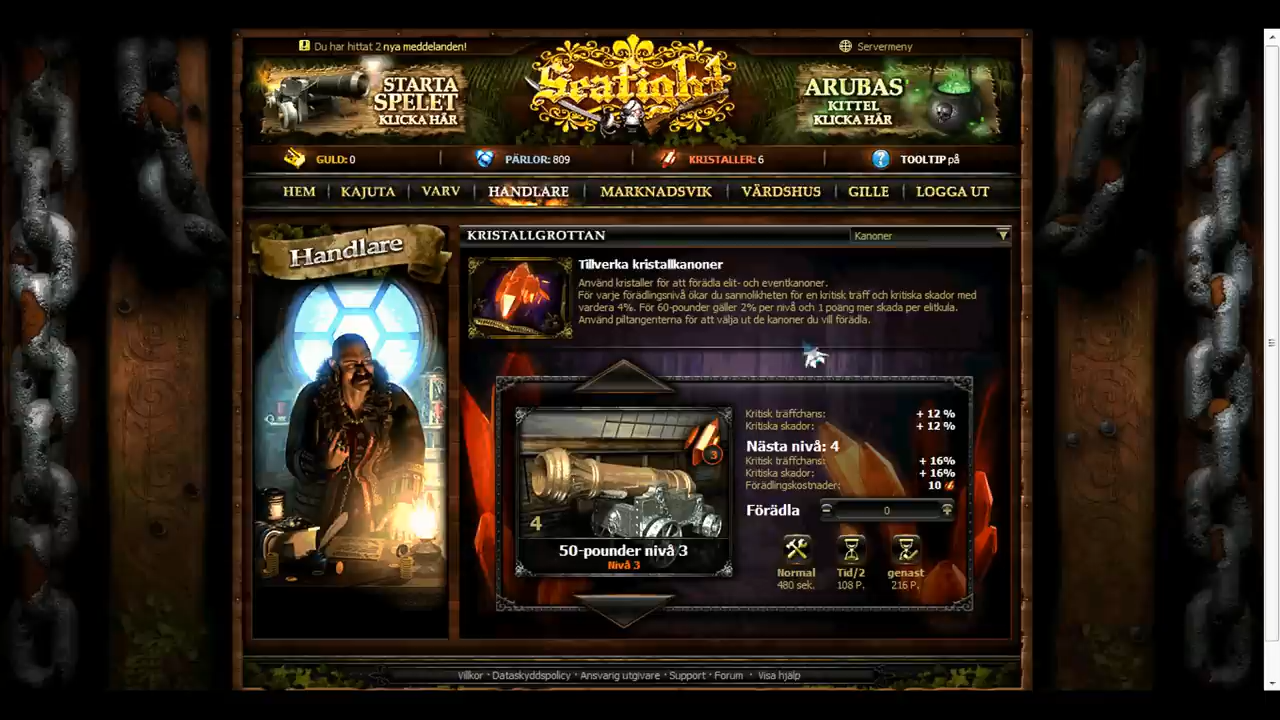 Du har hittat 2 nya meddelanden!
Servermeny
STARTA
SPELET
KLICKA HÄR
Seafight
ARUBAS
KITTEL
KLICKA HÄR
GULD: 0
PÄRLOR: 809
KRISTALLER: 6
TOOLTIP på
HEM
KAJUTA
VARV
HANDLARE
MARKNADSVIK
VÄRDSHUS
GILLE
LOGGA UT
Handlare
KRISTALLGROTTAN
Kanoner
Tillverka kristallkanoner
Använd kristaller för att förädla elit- och eventkanoner.
För varje förädlingsnivå ökar du sannolikheten för en kritisk träff och kritiska skador med
vardera 4%. För 60-pounder gäller 2% per nivå och 1 poäng mer skada per elitkula.
Använd piltangenterna för att välja ut de kanoner du vill förädla.
3
4
50-pounder nivå 3
Nivå 3
Kritisk träffchans: + 12 %
Kritiska skador: + 12 %
Nästa nivå: 4
Kritisk träffchans: + 16%
Kritiska skador: + 16%
Förädlingskostnader: 10
Förädla 0
Normal
480 sek.
Tid/2
108 P.
genast
216 P.
Villkor · Dataskyddspolicy · Ansvarig utgivare · Support · Forum · Visa hjälp